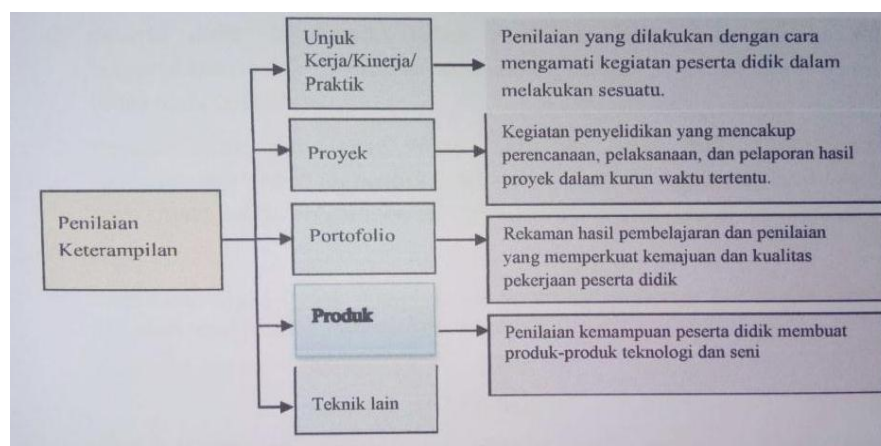 Unjuk
Kerja/Kinerja/
Praktik
Penilaian yang dilakukan dengan cara
mengamati kegiatan peserta didik dalam
melakukan sesuatu.
Proyek
Kegiatan penyelidikan yang mencakup
perencanaan, pelaksanaan, dan pelaporan hasil
proyek dalam kurun waktu tertentu.
Penilaian
Keterampilan
Portofolio
Rekaman hasil pembelajaran dan penilaian
yang memperkuat kemajuan dan kualitas
pekerjaan peserta didik
Produk
Penilaian kemampuan peserta didik membuat
produk-produk teknologi dan seni
Teknik lain